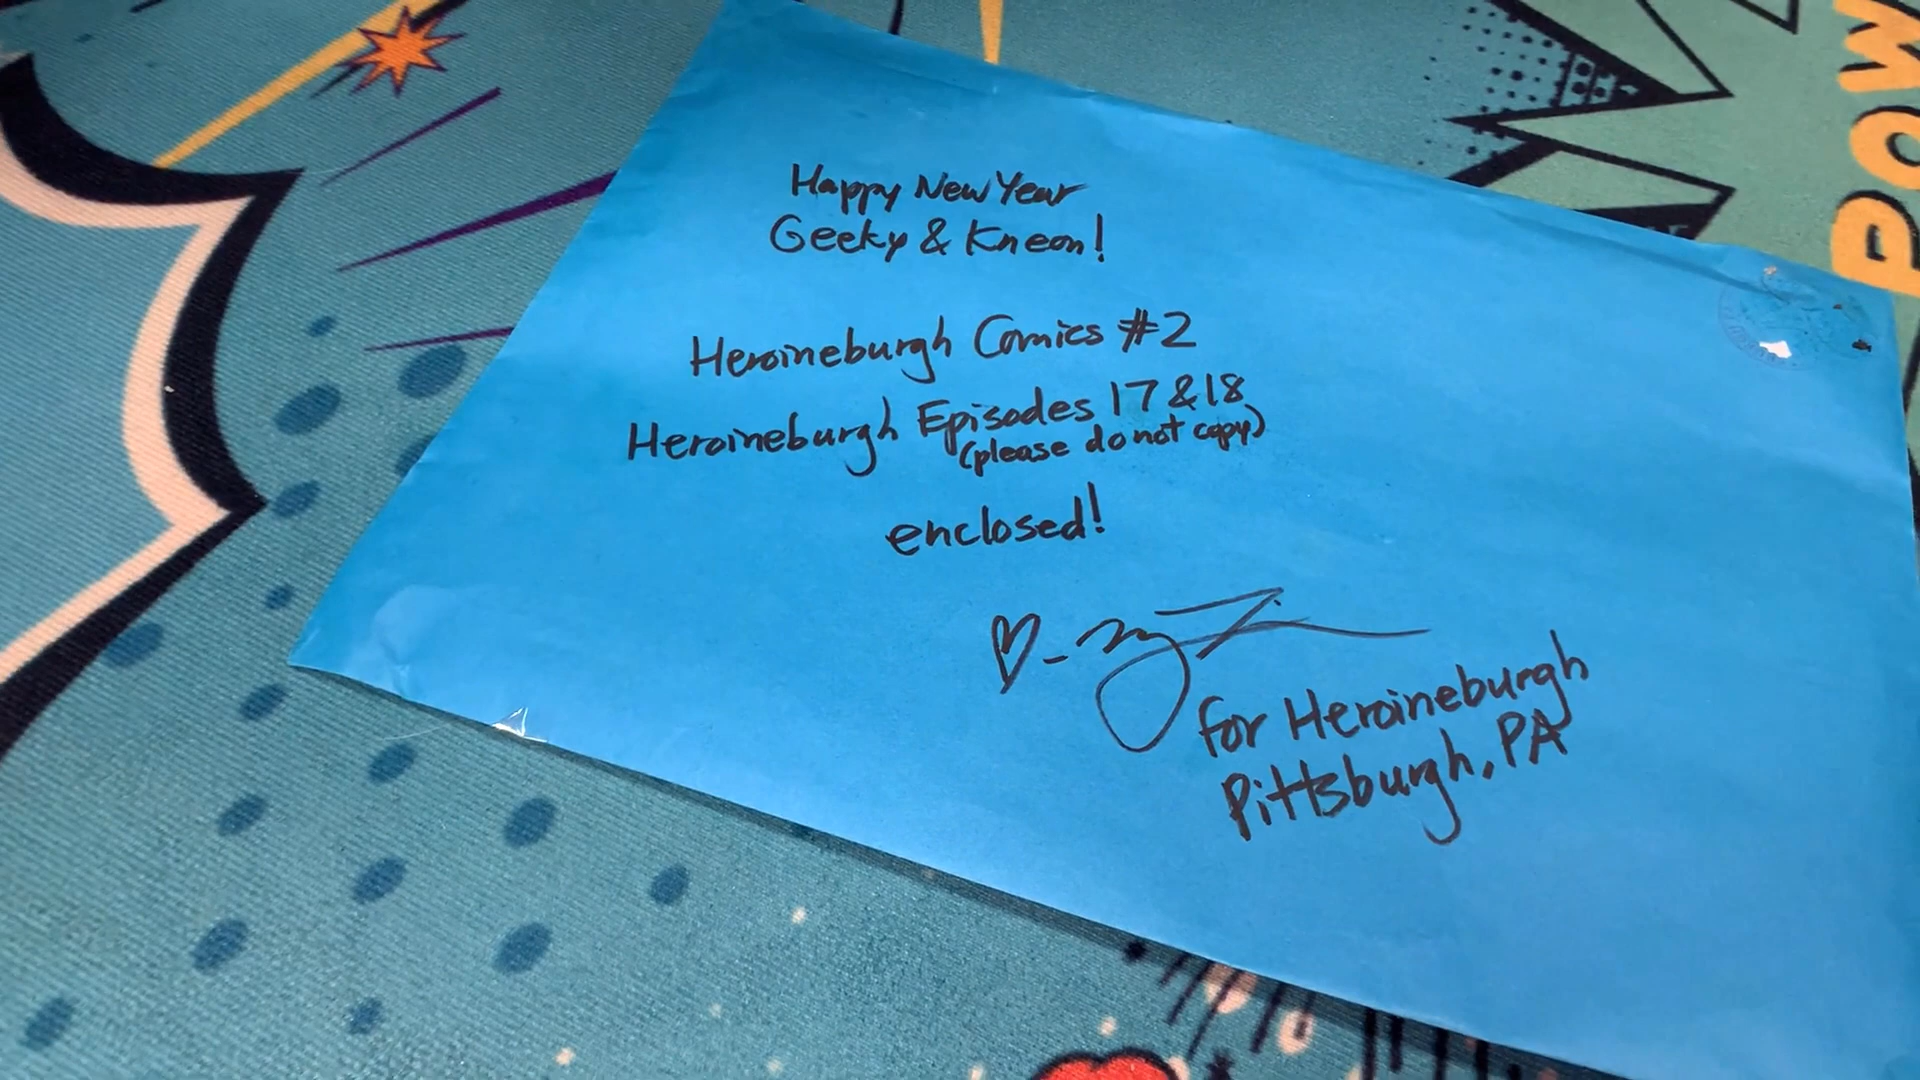 Happy New Year
Geeky & Kneon!
Heroineburgh Comics #2
Heroineburgh Episodes 17 & 18
(please do not copy)
enclosed!
for Heroineburgh
Pittsburgh, PA
POW